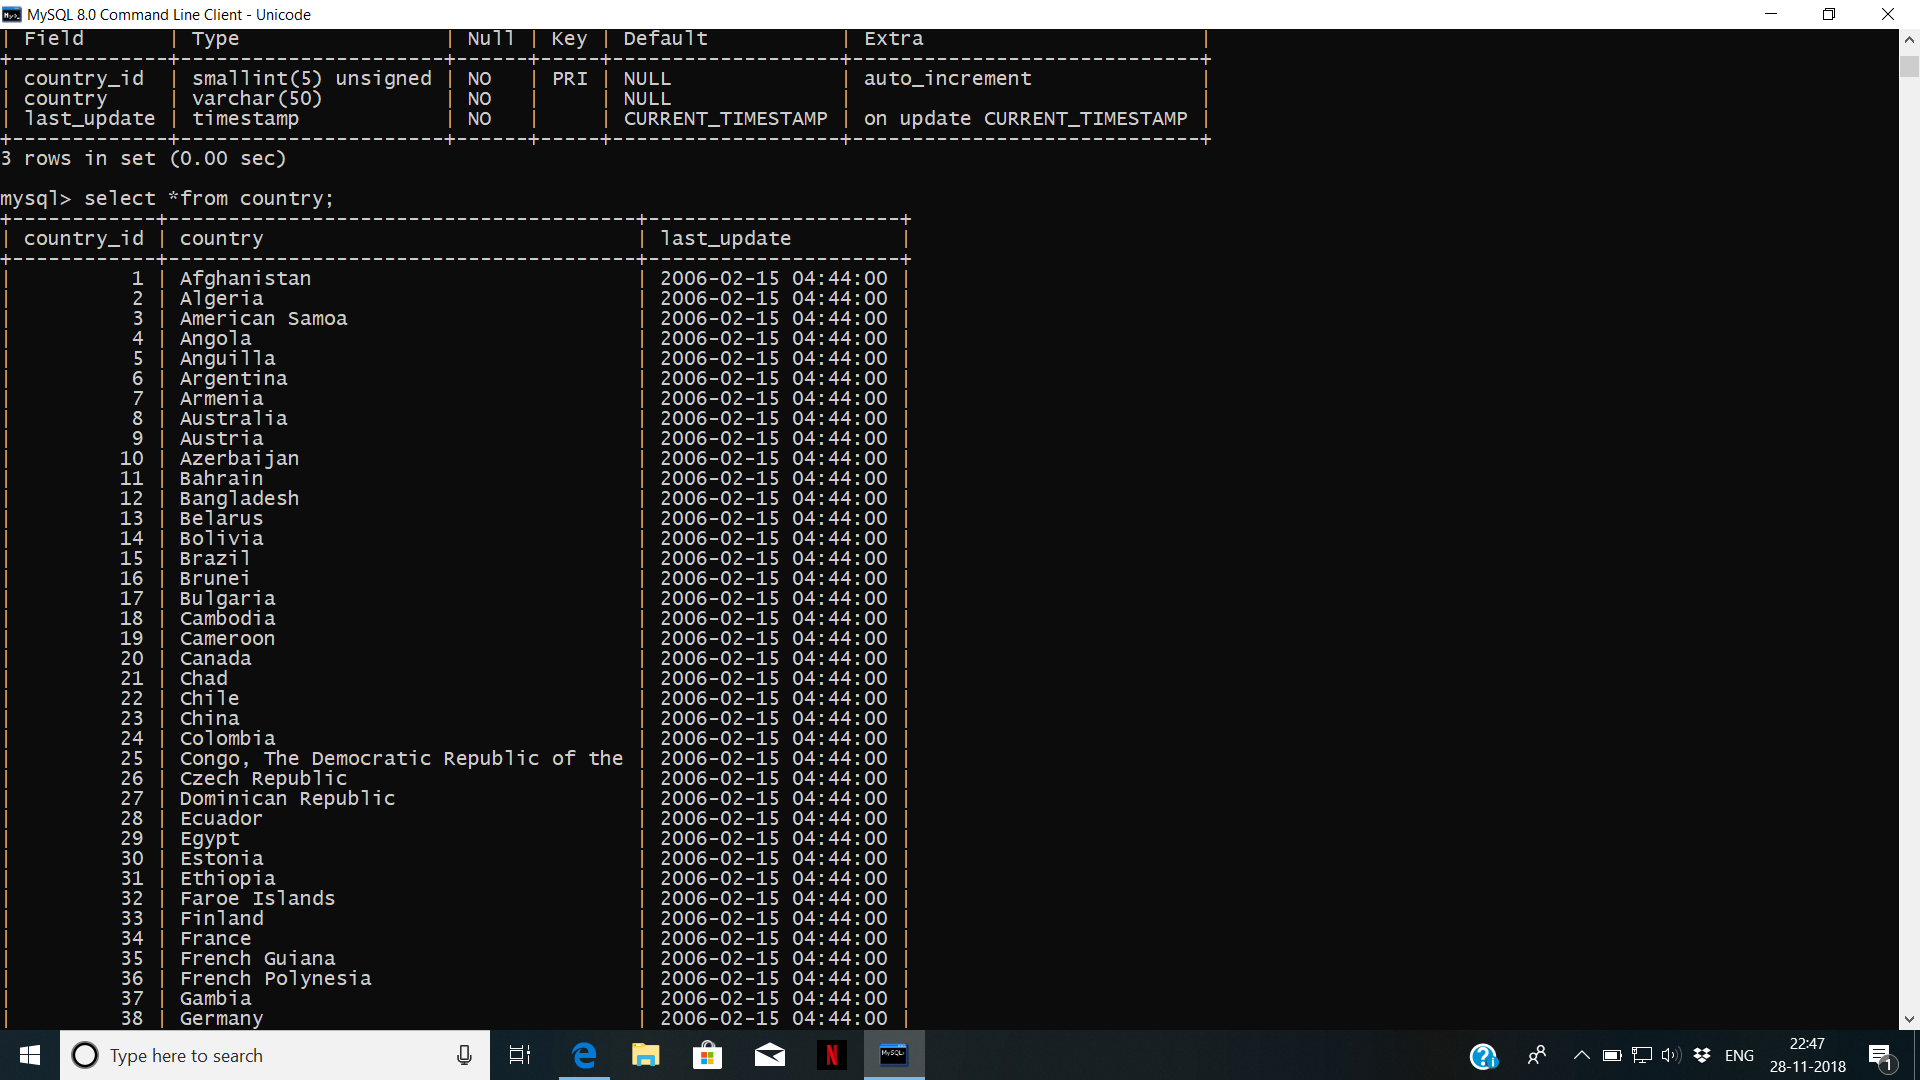 MySQL 8.0 Command Line Client - Unicode
| Field | Type | Null | Key | Default | Extra |
+-------------+----------------------+------+-----+-------------------+-----------------------------+
| country_id | smallint(5) unsigned | NO | PRI | NULL | auto_increment |
| country | varchar(50) | NO | | NULL | |
| last_update | timestamp | NO | | CURRENT_TIMESTAMP | on update CURRENT_TIMESTAMP |
+-------------+----------------------+------+-----+-------------------+-----------------------------+
3 rows in set (0.00 sec)
mysql> select *from country;
+------------+---------------------------------------+---------------------+
| country_id | country | last_update |
+------------+---------------------------------------+---------------------+
| 1 | Afghanistan | 2006-02-15 04:44:00 |
| 2 | Algeria | 2006-02-15 04:44:00 |
| 3 | American Samoa | 2006-02-15 04:44:00 |
| 4 | Angola | 2006-02-15 04:44:00 |
| 5 | Anguilla | 2006-02-15 04:44:00 |
| 6 | Argentina | 2006-02-15 04:44:00 |
| 7 | Armenia | 2006-02-15 04:44:00 |
| 8 | Australia | 2006-02-15 04:44:00 |
| 9 | Austria | 2006-02-15 04:44:00 |
| 10 | Azerbaijan | 2006-02-15 04:44:00 |
| 11 | Bahrain | 2006-02-15 04:44:00 |
| 12 | Bangladesh | 2006-02-15 04:44:00 |
| 13 | Belarus | 2006-02-15 04:44:00 |
| 14 | Bolivia | 2006-02-15 04:44:00 |
| 15 | Brazil | 2006-02-15 04:44:00 |
| 16 | Brunei | 2006-02-15 04:44:00 |
| 17 | Bulgaria | 2006-02-15 04:44:00 |
| 18 | Cambodia | 2006-02-15 04:44:00 |
| 19 | Cameroon | 2006-02-15 04:44:00 |
| 20 | Canada | 2006-02-15 04:44:00 |
| 21 | Chad | 2006-02-15 04:44:00 |
| 22 | Chile | 2006-02-15 04:44:00 |
| 23 | China | 2006-02-15 04:44:00 |
| 24 | Colombia | 2006-02-15 04:44:00 |
| 25 | Congo, The Democratic Republic of the | 2006-02-15 04:44:00 |
| 26 | Czech Republic | 2006-02-15 04:44:00 |
| 27 | Dominican Republic | 2006-02-15 04:44:00 |
| 28 | Ecuador | 2006-02-15 04:44:00 |
| 29 | Egypt | 2006-02-15 04:44:00 |
| 30 | Estonia | 2006-02-15 04:44:00 |
| 31 | Ethiopia | 2006-02-15 04:44:00 |
| 32 | Faroe Islands | 2006-02-15 04:44:00 |
| 33 | Finland | 2006-02-15 04:44:00 |
| 34 | France | 2006-02-15 04:44:00 |
| 35 | French Guiana | 2006-02-15 04:44:00 |
| 36 | French Polynesia | 2006-02-15 04:44:00 |
| 37 | Gambia | 2006-02-15 04:44:00 |
| 38 | Germany | 2006-02-15 04:44:00 |
Type here to search
N
MySQL
ENG
22:47
28-11-2018
1